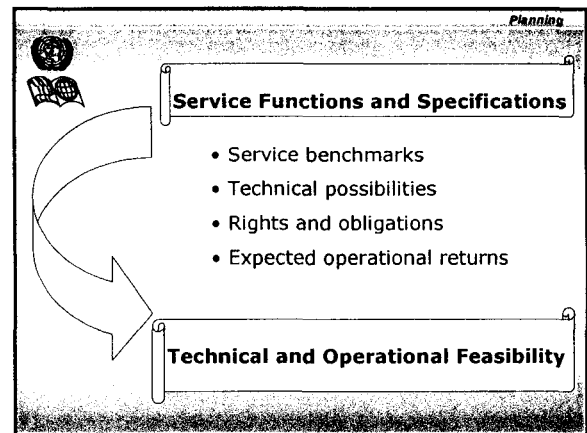 Planning
Service Functions and Specifications
• Service benchmarks
• Technical possibilities
• Rights and obligations
• Expected operational returns
Technical and Operational Feasibility